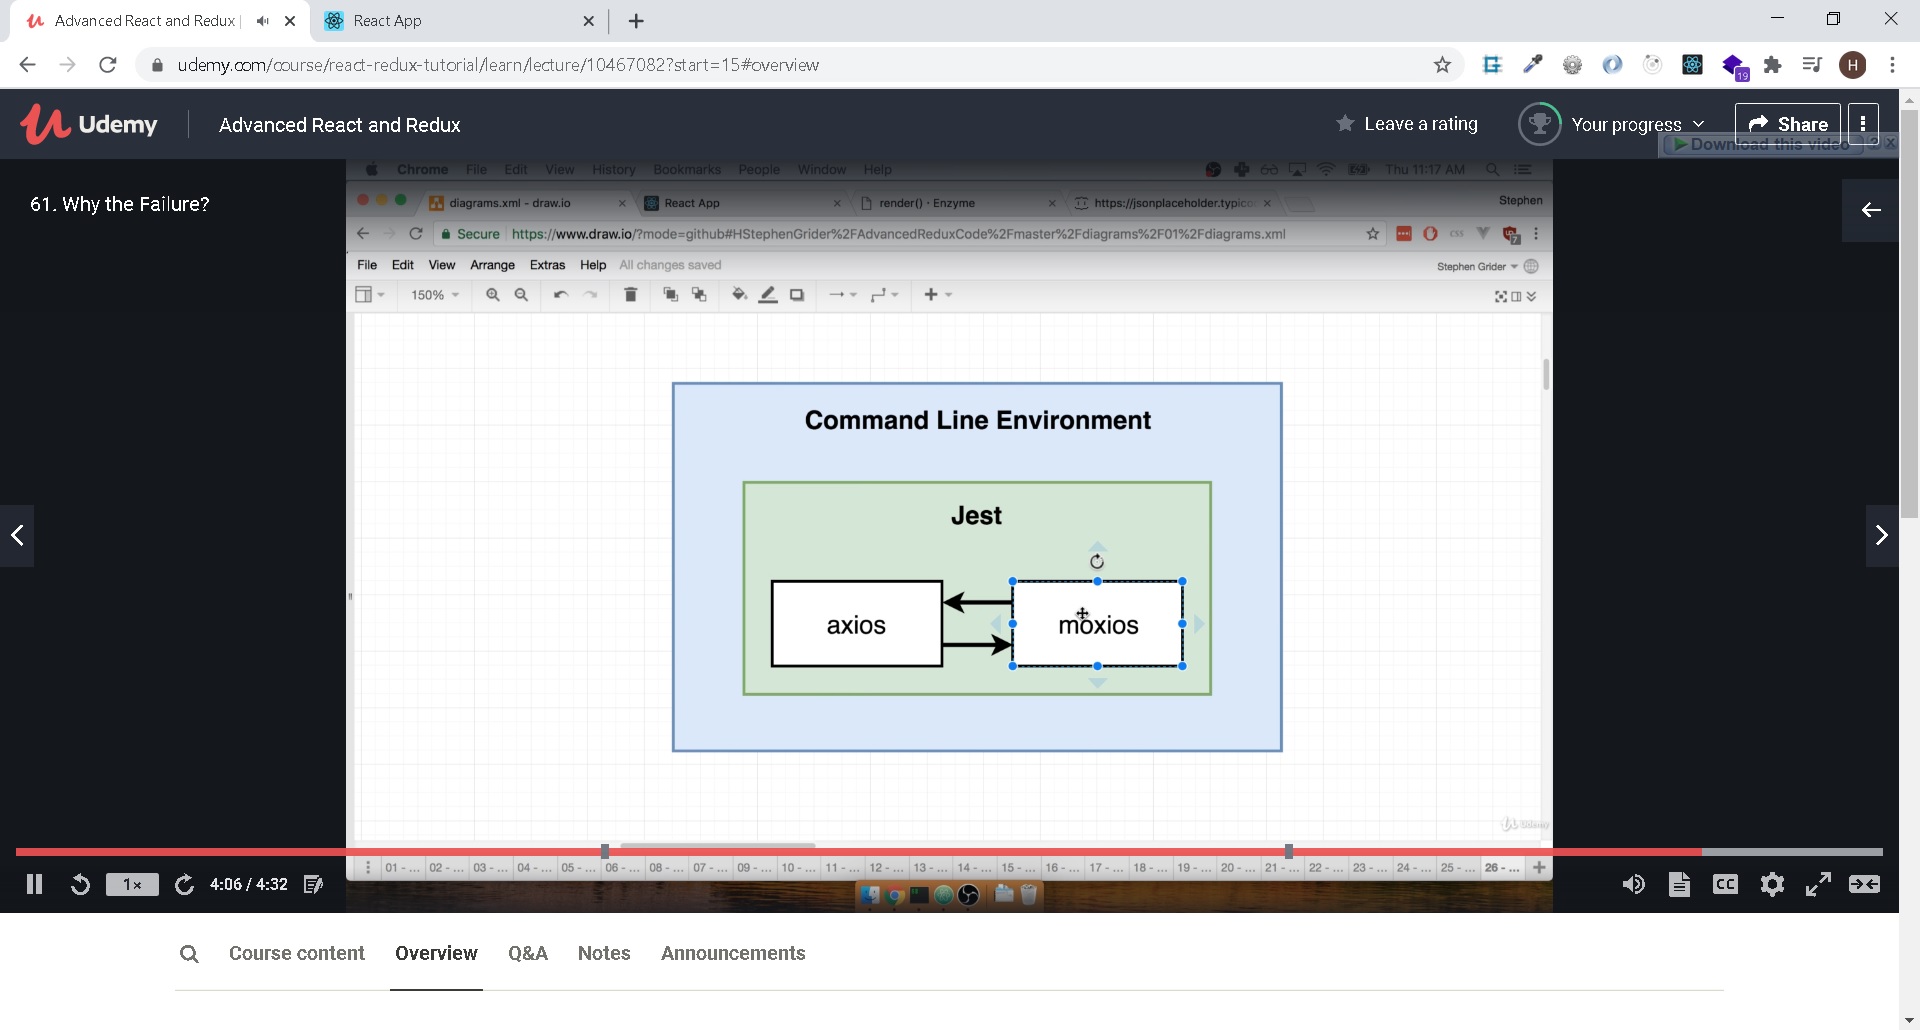 Advanced React and Redux
React App
udemy.com/course/react-redux-tutorial/learn/lecture/10467082?start=15#overview
19
H
Udemy
Advanced React and Redux
Leave a rating
Your progress
Share
Download this video
61. Why the Failure?
Chrome File Edit View History Bookmarks People Window Help
Thu 11:17 AM
diagrams.xml - draw.io
React App
render() · Enzyme
https://jsonplaceholder.typico
Stephen
Secure
https://www.draw.io/?mode=github#HStephenGrider%2FAdvancedReduxCode%2Fmaster%2Fdiagrams%2F01%2Fdiagrams.xml
CSS
7
File Edit View Arrange Extras Help All changes saved
Stephen Grider
150%
Command Line Environment
Jest
axios
moxios
Udemy
01 - ... 02 - ... 03 - ... 04 - ... 05 - ... 06 - ... 08 - ... 07 - ... 09 - ... 10 - ... 11 - ... 12 - ... 13 - ... 14 - ... 15 - ... 16 - ... 17 - ... 18 - ... 19 - ... 20 - ... 21 - ... 22 - ... 23 - ... 24 - ... 25 - ... 26 - ...
1x
4:06 / 4:32
CC
Course content
Overview
Q&A
Notes
Announcements